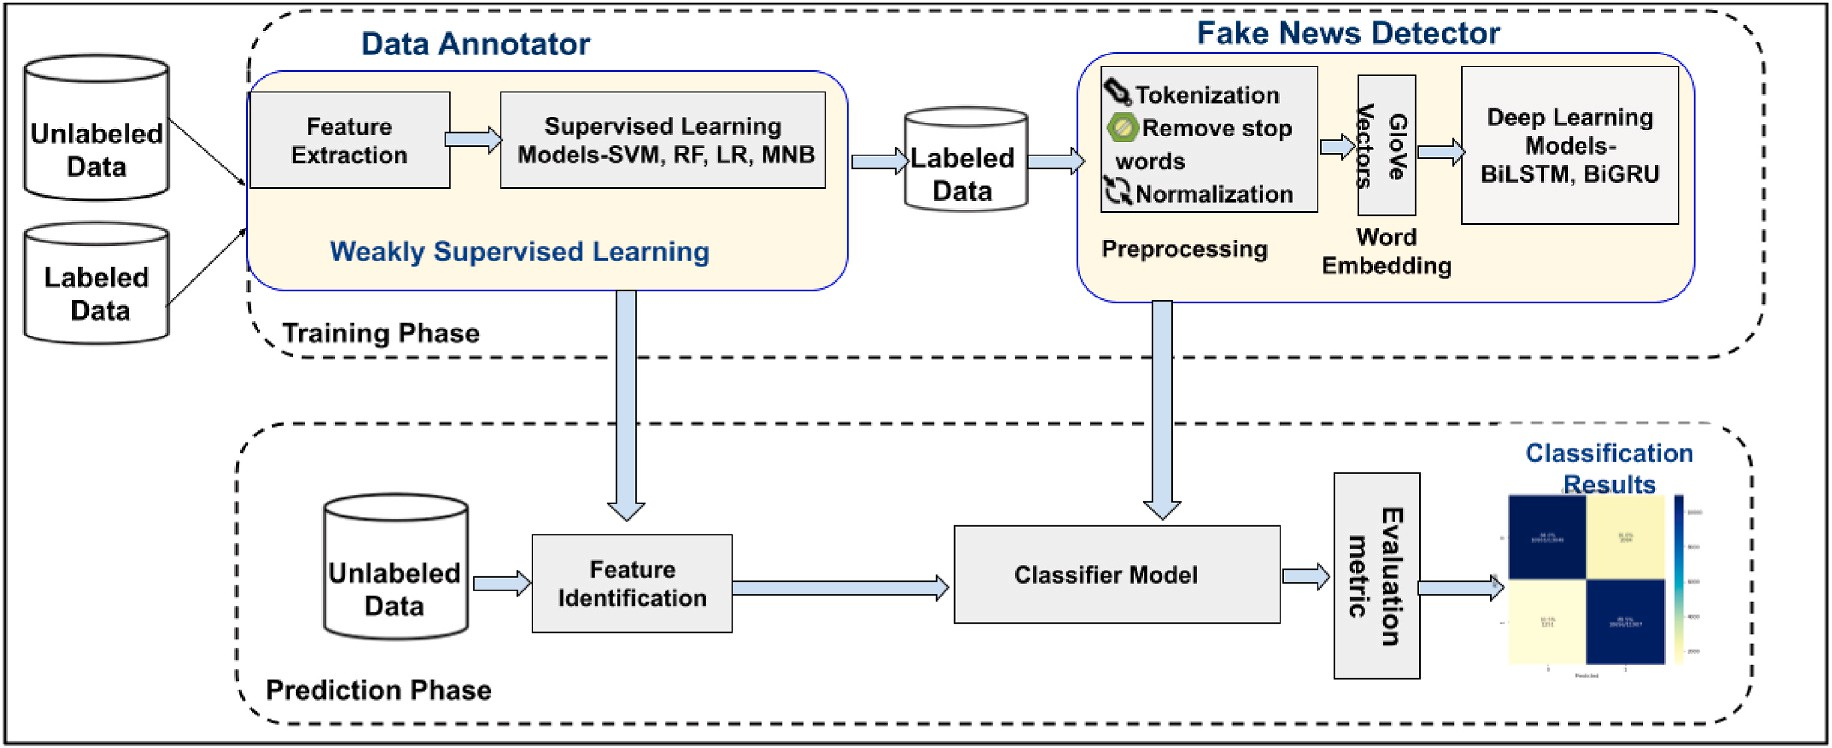 Data Annotator
Fake News Detector
Unlabeled
Data
Labeled
Data
Feature
Extraction
Supervised Learning
Models-SVM, RF, LR, MNB
Weakly Supervised Learning
Labeled
Data
Tokenization
Remove stop
words
Normalization
Preprocessing
GloVe
Vectors
Word
Embedding
Deep Learning
Models-
BiLSTM, BiGRU
Training Phase
Unlabeled
Data
Feature
Identification
Classifier Model
Evaluation
metric
Classification
Results
Predicted
Prediction Phase